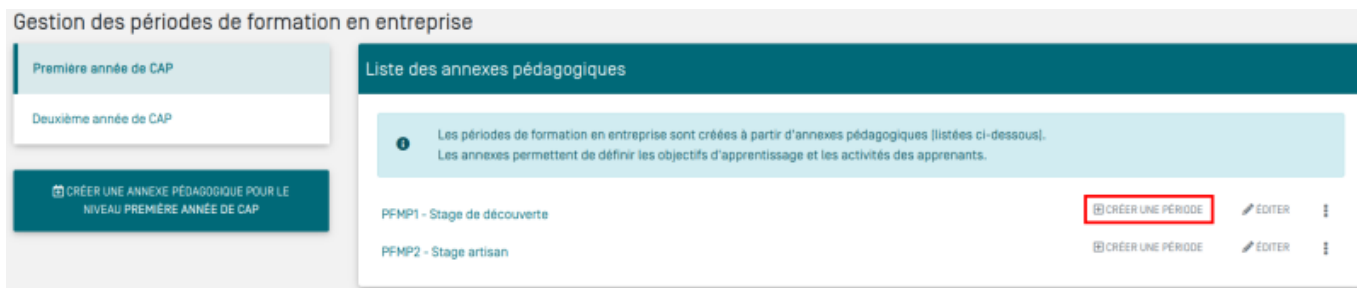 Gestion des périodes de formation en entreprise
Première année de CAP
Deuxième année de CAP
CRÉER UNE ANNEXE PÉDAGOGIQUE POUR LE
NIVEAU PREMIÈRE ANNÉE DE CAP
Liste des annexes pédagogiques
Les périodes de formation en entreprise sont créées à partir d'annexes pédagogiques (listées ci-dessous).
Les annexes permettent de définir les objectifs d'apprentissage et les activités des apprenants.
PFMP1 - Stage de découverte CRÉER UNE PÉRIODE ÉDITER
PFMP2 - Stage artisan CRÉER UNE PÉRIODE ÉDITER